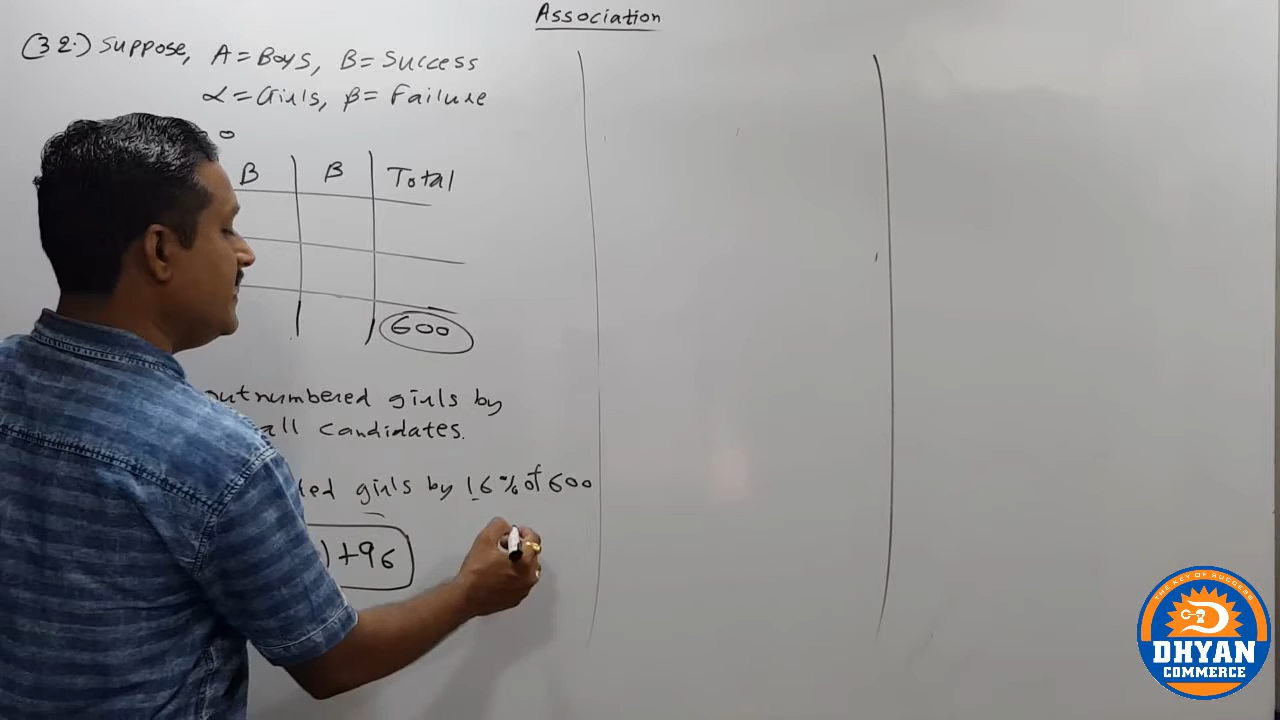 Association
(32.) Suppose, A = Boys, B = Success
α = Girls, β = Failure
B β Total
600
outnumbered girls by
all candidates.
girls by 16% of 600
) + 96
THE KEY OF SUCCESS
DHYAN
COMMERCE